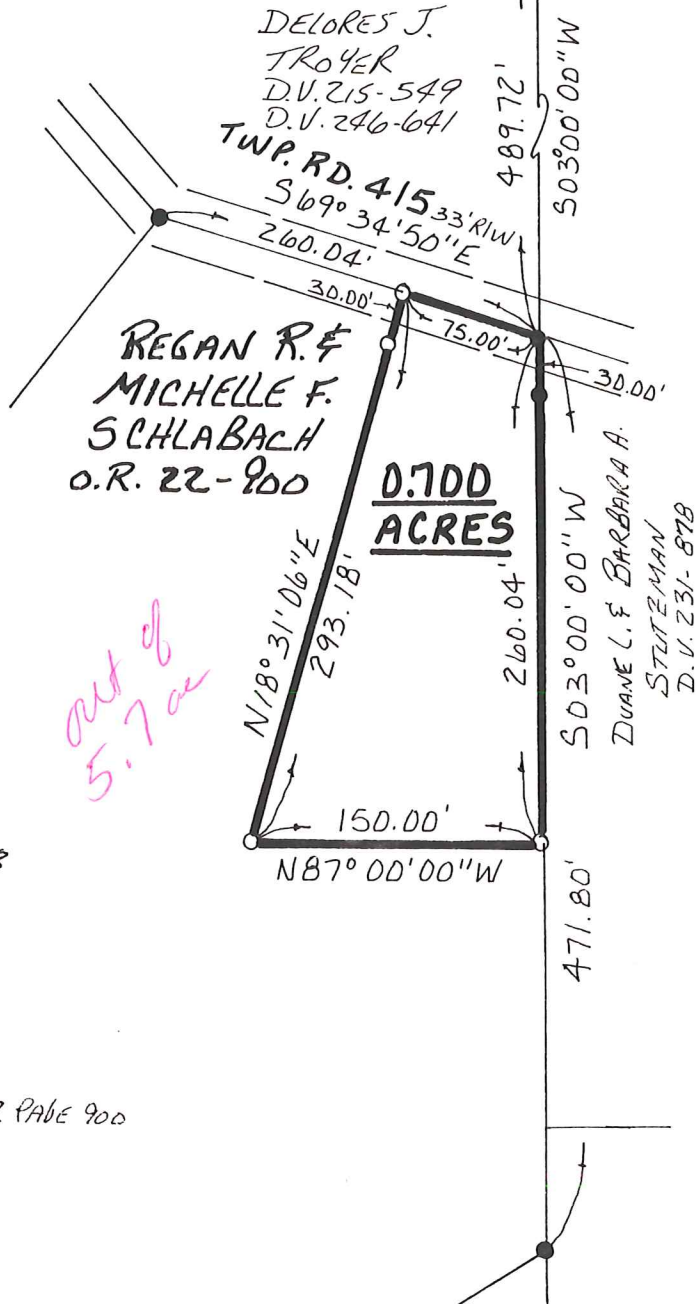 DELORES J.
TROYER
D.V. 215-549
D.V. 246-641
489.72'
S03°00'00"W
TWP. RD. 415 33' R/W
S69° 34'50"E
260.04'
30.00'
75.00'
30.00'
REGAN R. &
MICHELLE F.
SCHLABACH
O.R. 22-900
0.700
ACRES
N18° 31'06"E
293.18'
260.04'
S03°00'00"W
DUANE L. & BARBARA A.
STUTZMAN
D.V. 231-878
out of
5.7 ac
150.00'
N87°00'00"W
471.80'
PAGE 900